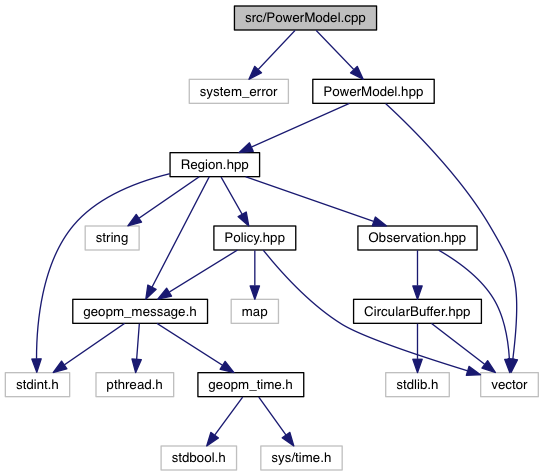 src/PowerModel.cpp
system_error
PowerModel.hpp
Region.hpp
string
Policy.hpp
Observation.hpp
geopm_message.h
map
CircularBuffer.hpp
stdint.h
pthread.h
geopm_time.h
stdlib.h
vector
stdbool.h
sys/time.h